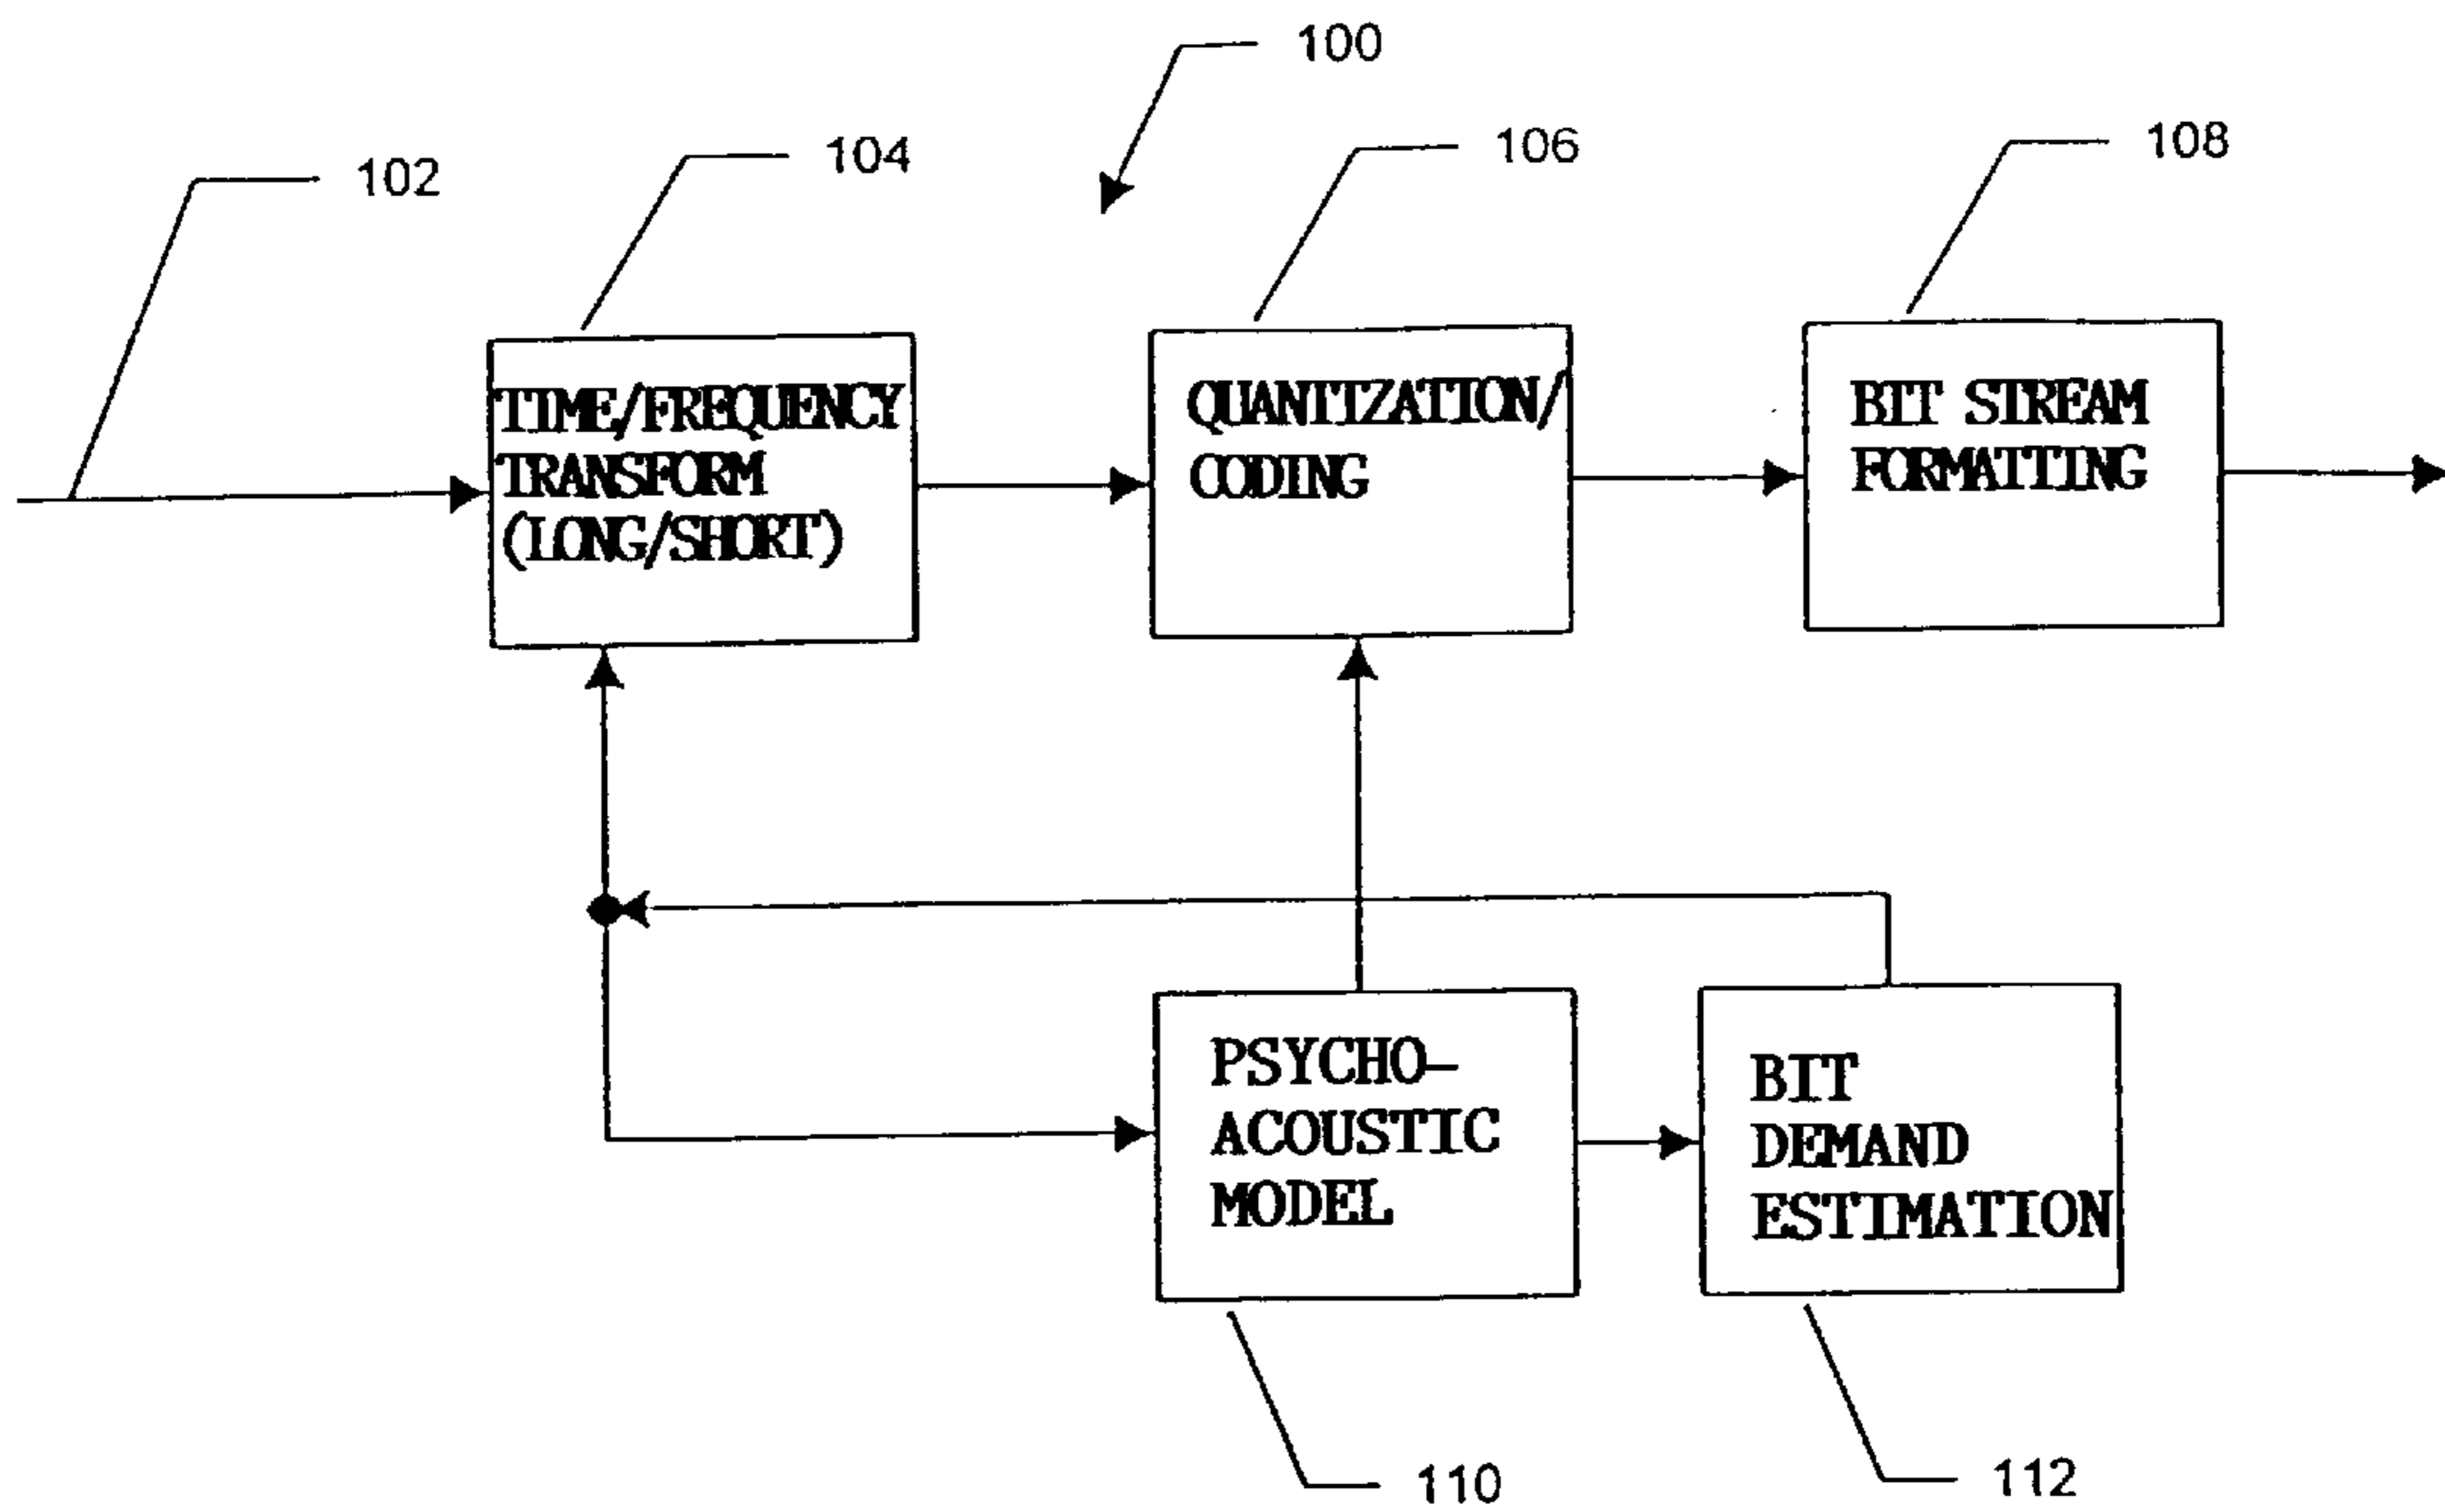 100
102
104
106
108
TIME/FREQUENCY
TRANSFORM
(LONG/SHORT)
QUANTIZATION/
CODING
BIT STREAM
FORMATTING
PSYCHO-
ACOUSTIC
MODEL
BIT
DEMAND
ESTIMATION
110
112